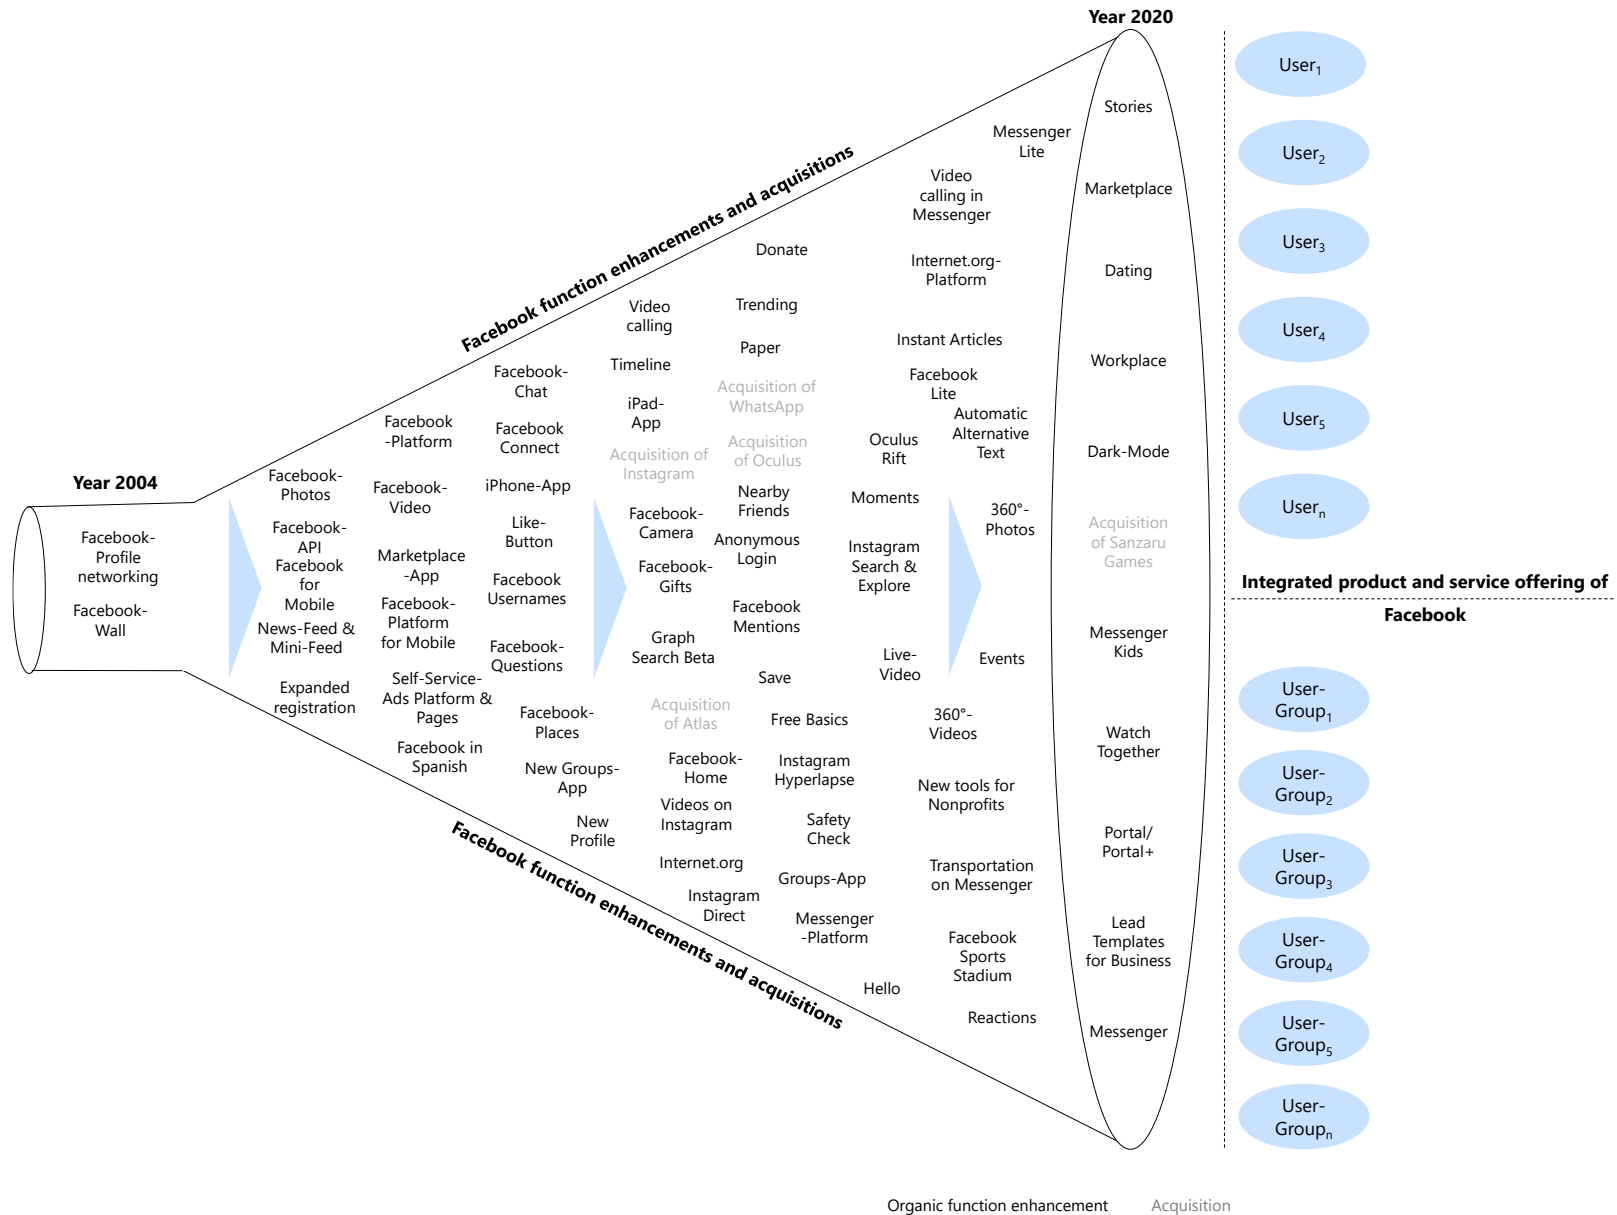 Year 2020
Year 2004
Facebook function enhancements and acquisitions
Facebook-
Profile
networking
Facebook-
Wall
Facebook-
Photos
Facebook-
API
Facebook
for
Mobile
News-Feed &
Mini-Feed
Expanded
registration
Facebook
-Platform
Facebook-
Video
Marketplace
-App
Facebook-
Platform
for Mobile
Self-Service-
Ads Platform &
Pages
Facebook in
Spanish
Facebook-
Chat
Facebook
Connect
iPhone-App
Like-
Button
Facebook
Usernames
Facebook-
Questions
Facebook-
Places
New Groups-
App
New
Profile
Video
calling
Timeline
iPad-
App
Acquisition of
Instagram
Facebook-
Camera
Facebook-
Gifts
Graph
Search Beta
Acquisition
of Atlas
Facebook-
Home
Videos on
Instagram
Internet.org
Instagram
Direct
Donate
Trending
Paper
Acquisition of
WhatsApp
Acquisition
of Oculus
Nearby
Friends
Anonymous
Login
Facebook
Mentions
Save
Free Basics
Instagram
Hyperlapse
Safety
Check
Groups-App
Messenger
-Platform
Hello
Messenger
Lite
Video
calling in
Messenger
Internet.org-
Platform
Instant Articles
Facebook
Lite
Automatic
Alternative
Text
Oculus
Rift
Moments
360°-
Photos
Instagram
Search &
Explore
Live-
Video
Events
360°-
Videos
New tools for
Nonprofits
Transportation
on Messenger
Facebook
Sports
Stadium
Reactions
Facebook function enhancements and acquisitions
Stories
Marketplace
Dating
Workplace
Dark-Mode
Acquisition
of Sanzaru
Games
Messenger
Kids
Watch
Together
Portal/
Portal+
Lead
Templates
for Business
Messenger
User1
User2
User3
User4
User5
Usern
Integrated product and service offering of
Facebook
User-
Group1
User-
Group2
User-
Group3
User-
Group4
User-
Group5
User-
Groupn
Organic function enhancement Acquisition